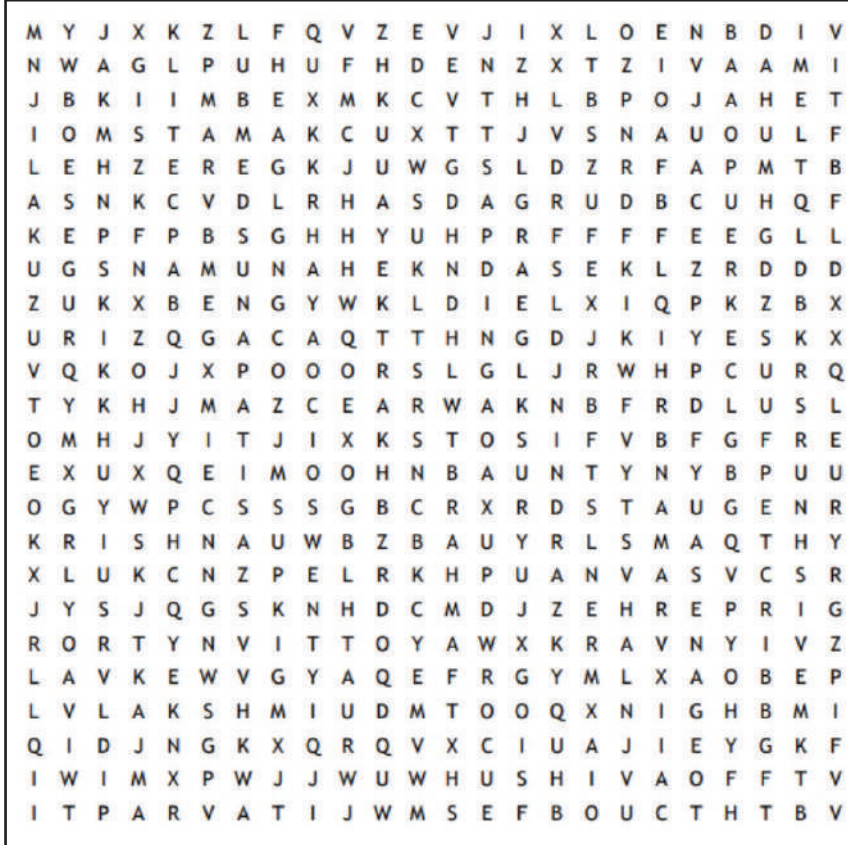 M Y J X K Z L F Q V Z E V J I X L O E N B D I V
N W A G L P U H U F H D E N Z X T Z I V A A M I
J B K I I M B E X M K C V T H L B P O J A H E T
I O M S T A M A K C U X T T J V S N A U O U L F
L E H Z E R E G K J U W G S L D Z R F A P M T B
A S N K C V D L R H A S D A G R U D B C U H Q F
K E P F P B S G H H Y U H P R F F F F E E G L L
U G S N A M U N A H E K N D A S E K L Z R D D D
Z U K X B E N G Y W K L D I E L X I Q P K Z B X
U R I Z Q G A C A Q T T H N G D J K I Y E S K X
V Q K O J X P O O O R S L G L J R W H P C U R Q
T Y K H J M A Z C E A R W A K N B F R D L U S L
O M H J Y I T J I X K S T O S I F V B F G F R E
E X U X Q E I M O O H N B A U N T Y N Y B P U U
O G Y W P C S S S G B C R X R D S T A U G E N R
K R I S H N A U W B Z B A U Y R L S M A Q T H Y
X L U K C N Z P E L R K H P U A N V A S V C S R
J Y S J Q G S K N H D C M D J Z E H R E P R I G
R O R T Y N V I T T O Y A W X K R A V N Y I V Z
L A V K E W V G Y A Q E F R G Y M L X A O B E P
L V L A K S H M I U D M T O O Q X N I G H B M I
Q I D J N G K X Q R Q V X C I U A J I E Y G K F
I W I M X P W J J W U W H U S H I V A O F F T V
I T P A R V A T I J W M S E F B O U C T H T B V